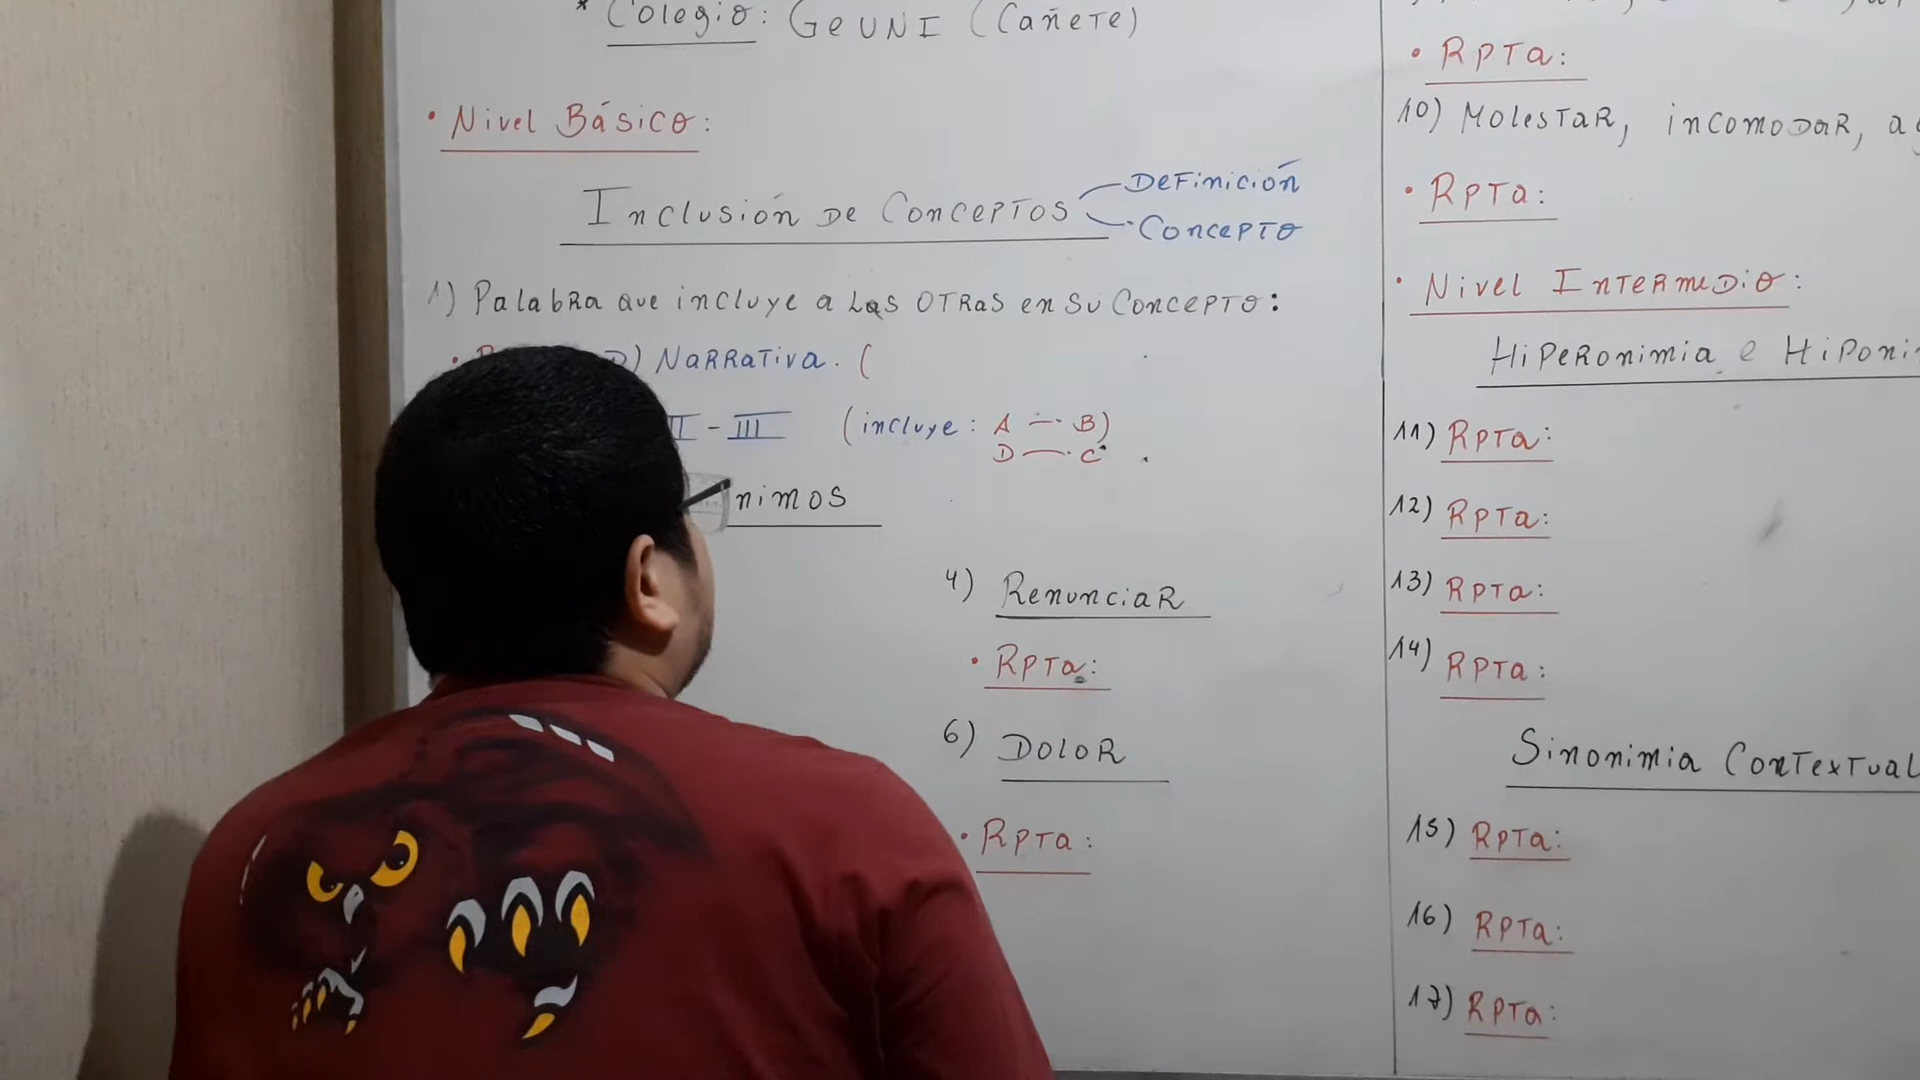 * Colegio: GeUNI (Cañete)
• Nivel Básico:
Inclusión de Conceptos
Definición
Concepto
1) Palabra que incluye a Las otras en su Concepto:
D) Narrativa. (
II - III (incluye: A — B)
D — C
nimos
4) Renunciar
• Rpta:
6) Dolor
• Rpta:
• Rpta:
10) Molestar, incomodar,
• Rpta:
• Nivel Intermedio:
Hiperonimia e Hiponi
11) Rpta:
12) Rpta:
13) Rpta:
14) Rpta:
Sinonimia Contextual
15) Rpta:
16) Rpta:
17) Rpta: